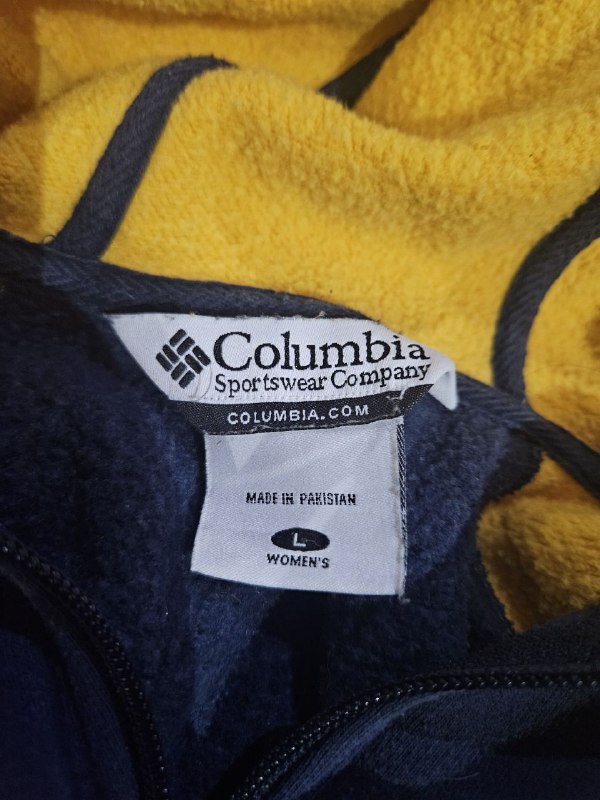 Columbia
Sportswear Company
COLUMBIA.COM
MADE IN PAKISTAN
L
WOMEN'S